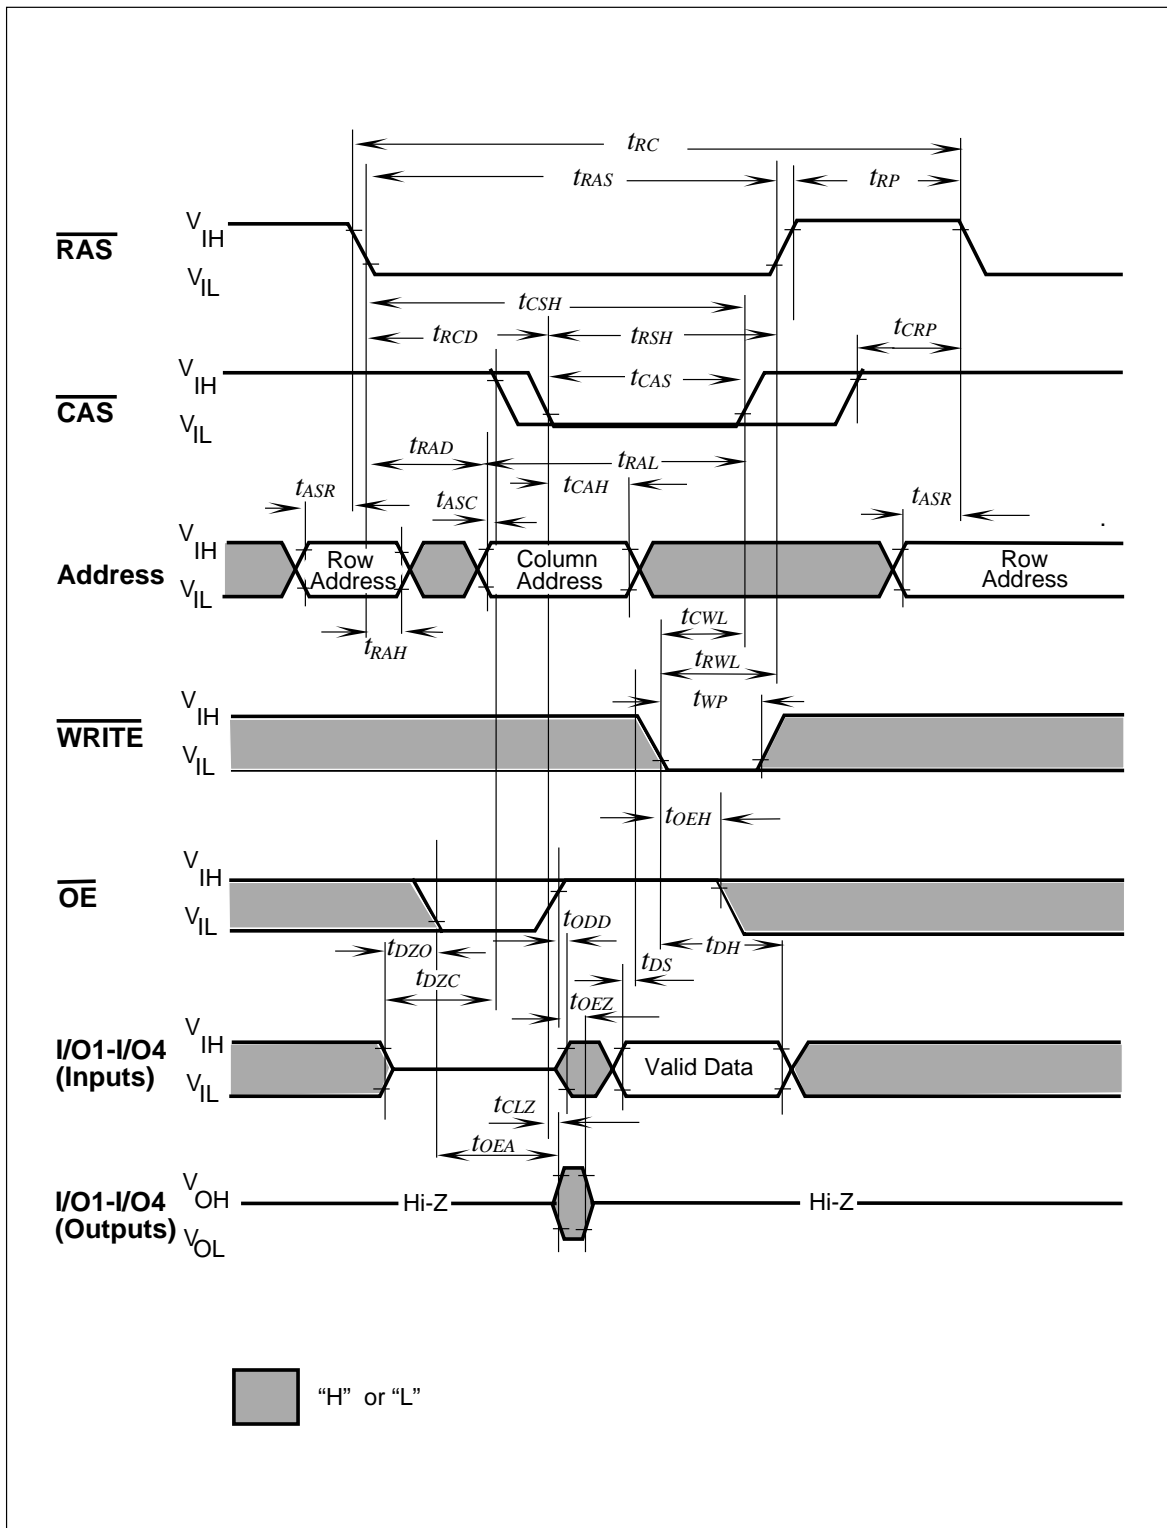 tRC
tRAS
tRP
RAS
VIH
VIL
tCSH
tRCD
tRSH
tCRP
CAS
VIH
VIL
tCAS
tRAD
tRAL
tASR
tASC
tCAH
tASR
Address
VIH
VIL
Row
Address
Column
Address
Row
Address
tRAH
tCWL
tRWL
tWP
WRITE
VIH
VIL
tOEH
OE
VIH
VIL
tODD
tDZO
tDH
tDS
tDZC
tOEZ
I/O1-I/O4
(Inputs)
VIH
VIL
Valid Data
tCLZ
tOEA
I/O1-I/O4
(Outputs)
VOH
VOL
Hi-Z
Hi-Z
“H” or “L”